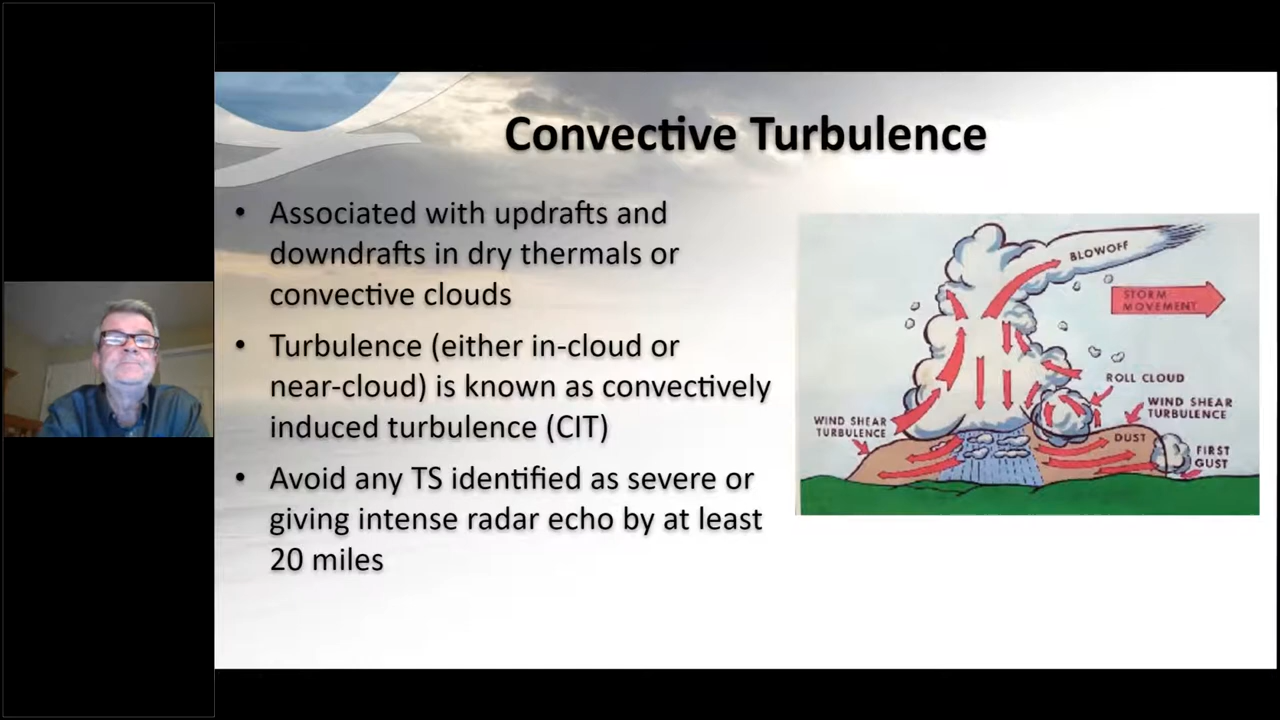 Convective Turbulence
• Associated with updrafts and
downdrafts in dry thermals or
convective clouds
• Turbulence (either in-cloud or
near-cloud) is known as convectively
induced turbulence (CIT)
• Avoid any TS identified as severe or
giving intense radar echo by at least
20 miles
BLOWOFF
STORM
MOVEMENT
ROLL CLOUD
WIND SHEAR
TURBULENCE
WIND SHEAR
TURBULENCE
DUST
FIRST
GUST